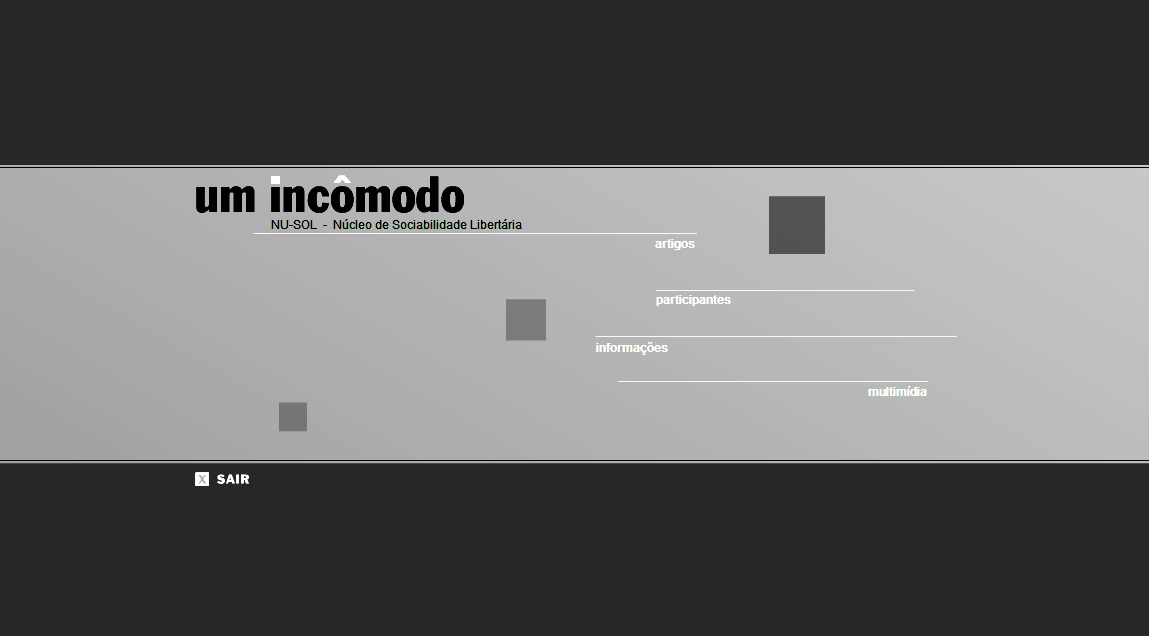 um incômodo
NU-SOL - Núcleo de Sociabilidade Libertária
artigos
participantes
informações
multimídia
X SAIR